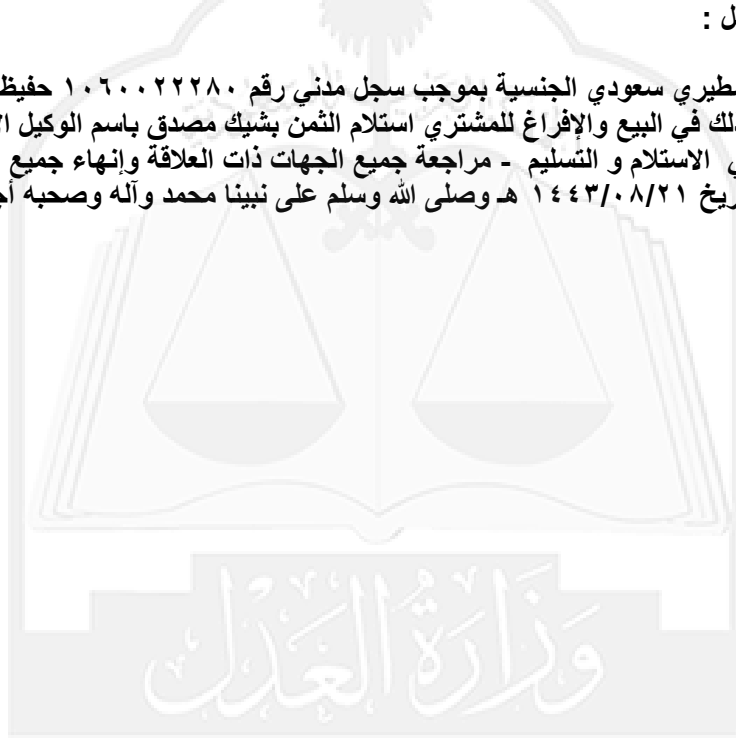 ل :
طيري سعودي الجنسية بموجب سجل مدني رقم ١٠٦٠٠٢٢٢٨٠ حفيظ
لك في البيع والإفراغ للمشتري استلام الثمن بشيك مصدق باسم الوكيل ال
ي الاستلام و التسليم - مراجعة جميع الجهات ذات العلاقة وإنهاء جميع
ريخ ١٤٤٣/٠٨/٢١ هـ وصلى الله وسلم على نبينا محمد وآله وصحبه أج
وزارة العدل